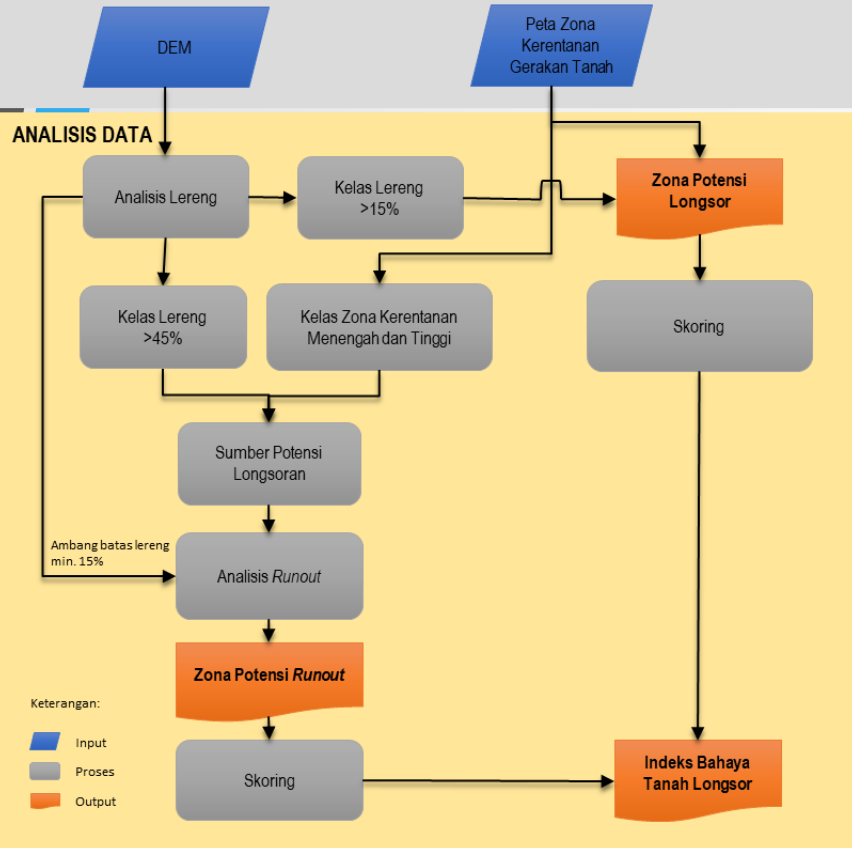 DEM
Peta Zona
Kerentanan
Gerakan Tanah
ANALISIS DATA
Analisis Lereng
Kelas Lereng
>15%
Zona Potensi
Longsor
Kelas Lereng
>45%
Kelas Zona Kerentanan
Menengah dan Tinggi
Skoring
Sumber Potensi
Longsoran
Ambang batas lereng
min. 15%
Analisis Runout
Zona Potensi Runout
Keterangan:
Input
Proses
Output
Skoring
Indeks Bahaya
Tanah Longsor